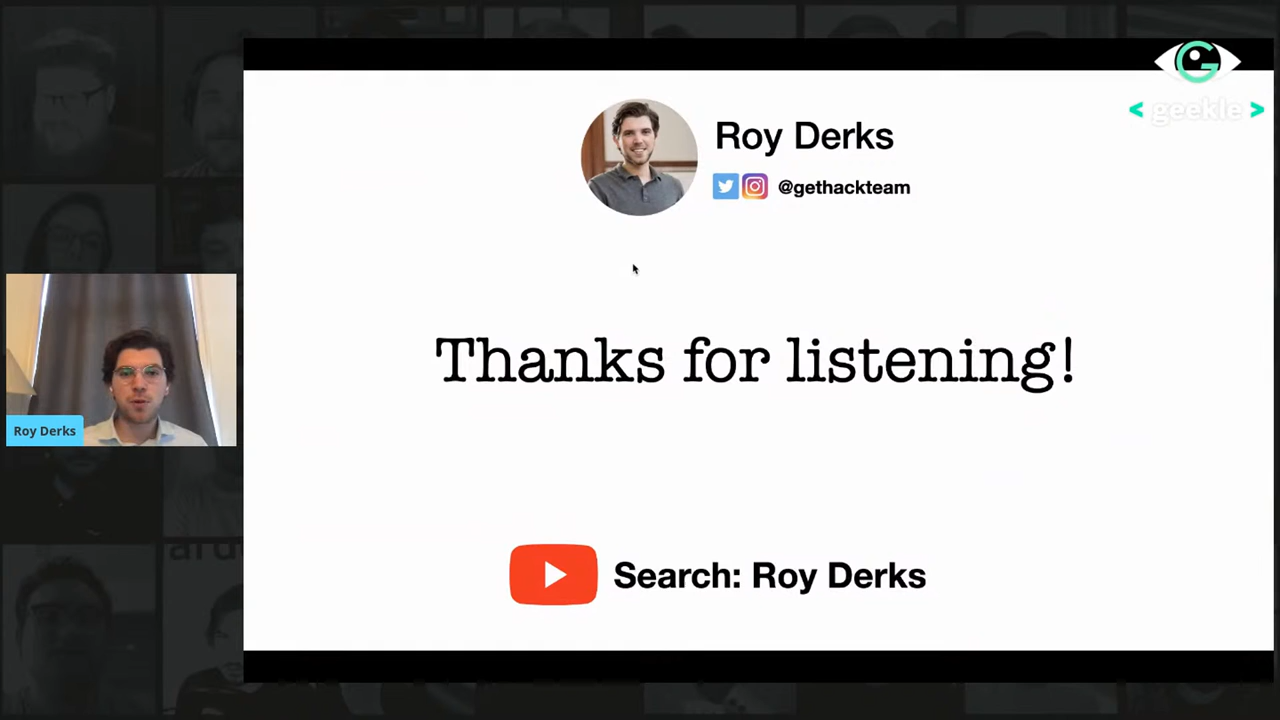 < geekle >
Roy Derks
@gethackteam
Thanks for listening!
Roy Derks
Search: Roy Derks